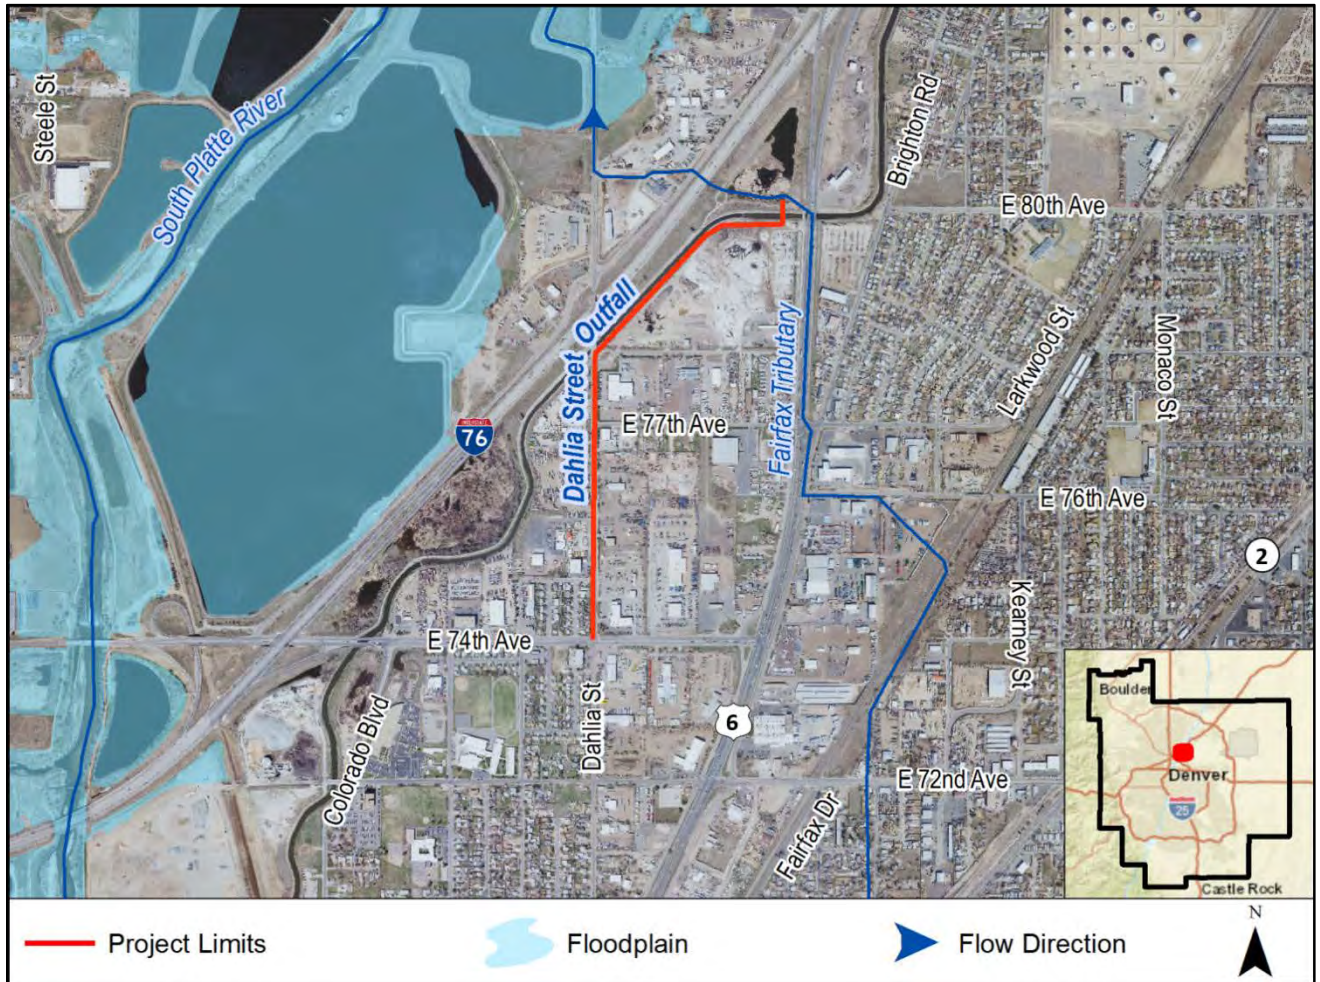 Steele St
South Platte River
Brighton Rd
E 80th Ave
Dahlia Street Outfall
Fairfax Tributary
Larkwood St
Monaco St
INTERSTATE
76
E 77th Ave
E 76th Ave
2
E 74th Ave
Kearney St
Colorado Blvd
Dahlia St
6
Fairfax Dr
E 72nd Ave
Boulder
Denver
25
Castle Rock
Project Limits
Floodplain
Flow Direction
N